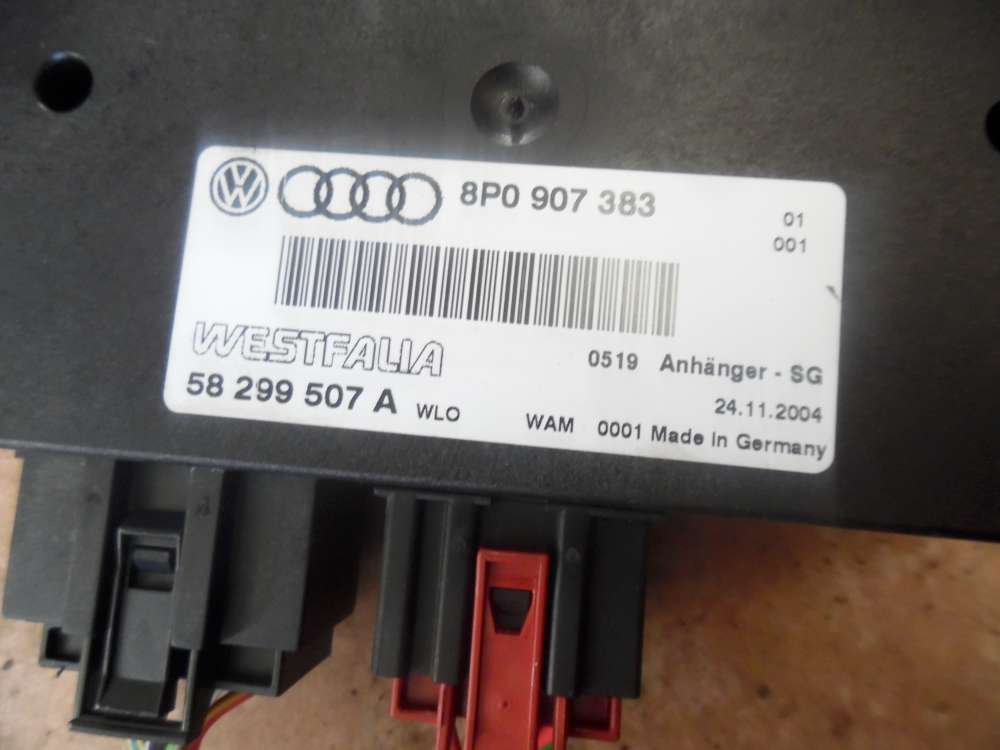 8P0 907 383
01
001
WESTFALIA
0519 Anhänger - SG
58 299 507 A WLO
24.11.2004
WAM 0001 Made in Germany